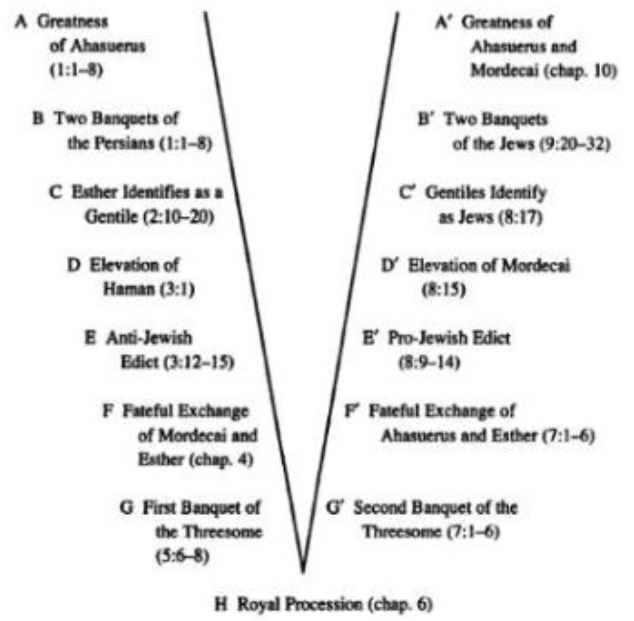 A Greatness
of Ahasuerus
(1:1–8)
A′ Greatness of
Ahasuerus and
Mordecai (chap. 10)
B Two Banquets of
the Persians (1:1–8)
B′ Two Banquets
of the Jews (9:20–32)
C Esther Identifies as a
Gentile (2:10–20)
C′ Gentiles Identify
as Jews (8:17)
D Elevation of
Haman (3:1)
D′ Elevation of Mordecai
(8:15)
E Anti-Jewish
Edict (3:12–15)
E′ Pro-Jewish Edict
(8:9–14)
F Fateful Exchange
of Mordecai and
Esther (chap. 4)
F′ Fateful Exchange of
Ahasuerus and Esther (7:1–6)
G First Banquet of
the Threesome
(5:6–8)
G′ Second Banquet of the
Threesome (7:1–6)
H Royal Procession (chap. 6)